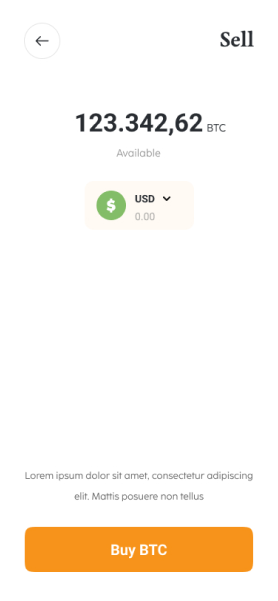 Sell
123.342,62 BTC
Available
$
USD
0.00
Lorem ipsum dolor sit amet, consectetur adipiscing
elit. Mattis posuere non tellus
Buy BTC